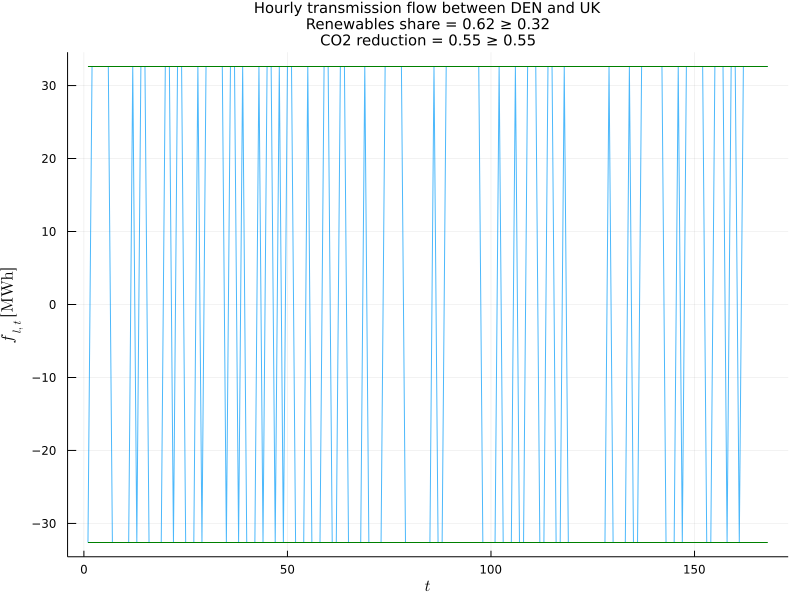 Hourly transmission flow between DEN and UK
Renewables share = 0.62 ≥ 0.32
CO2 reduction = 0.55 ≥ 0.55
30
20
10
0
−10
−20
−30
f_{l,t} [MWh]
0
50
100
150
t